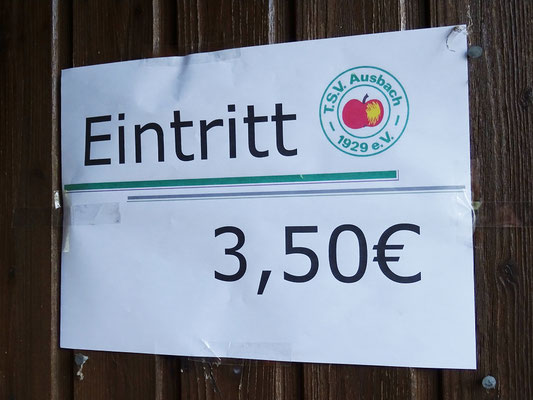 Eintritt
T.S.V. Ausbach
- 1929 e.V. -
3,50€